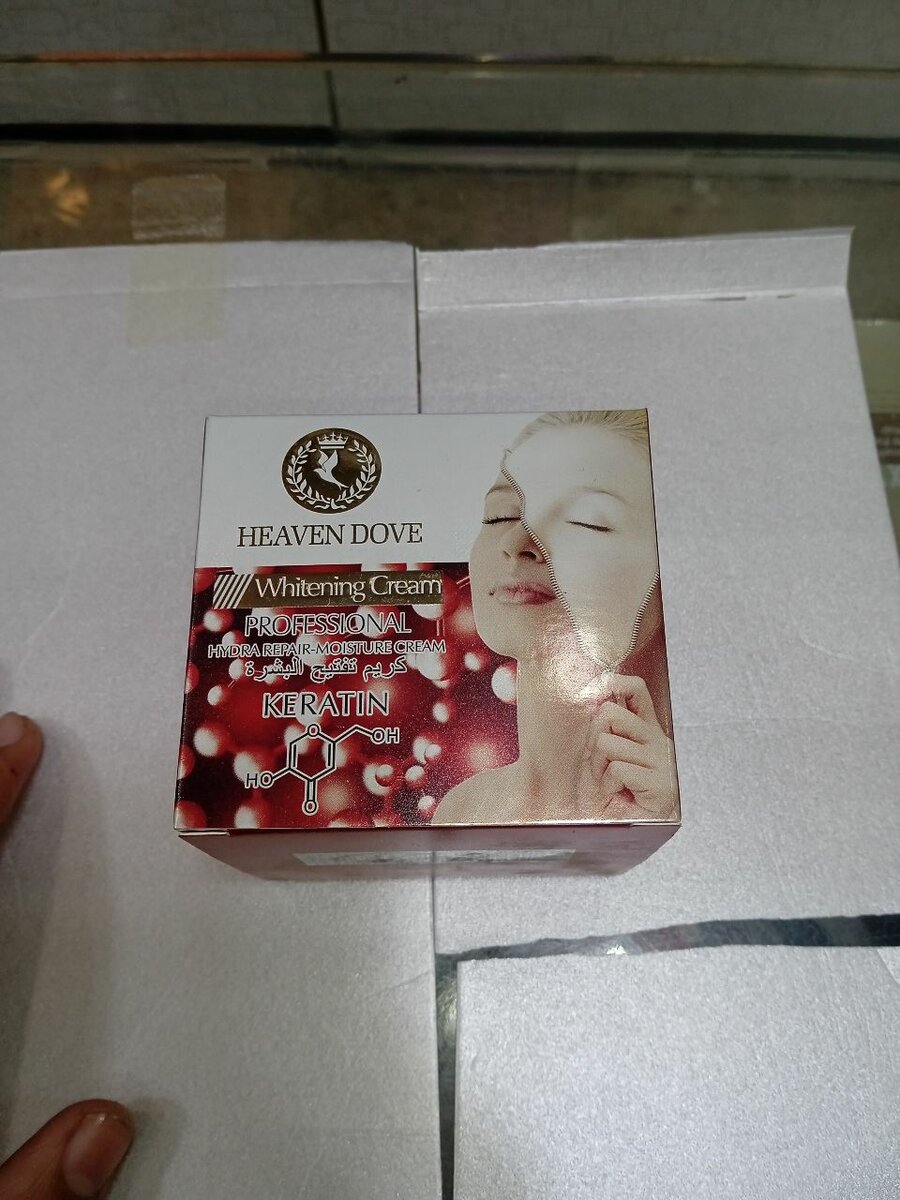 HEAVEN DOVE
Whitening Cream
PROFESSIONAL
HYDRA REPAIR-MOISTURE CREAM
كريم تفتيح البشرة
KERATIN
O
OH
HO
O